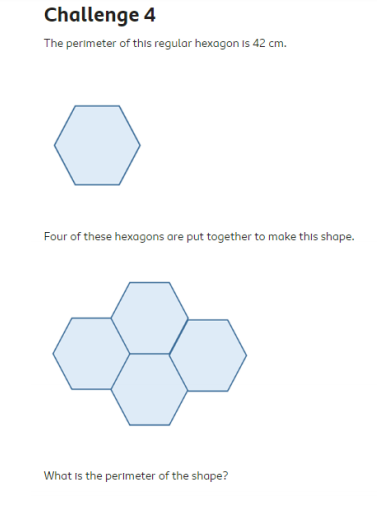 Challenge 4
The perimeter of this regular hexagon is 42 cm.
Four of these hexagons are put together to make this shape.
What is the perimeter of the shape?